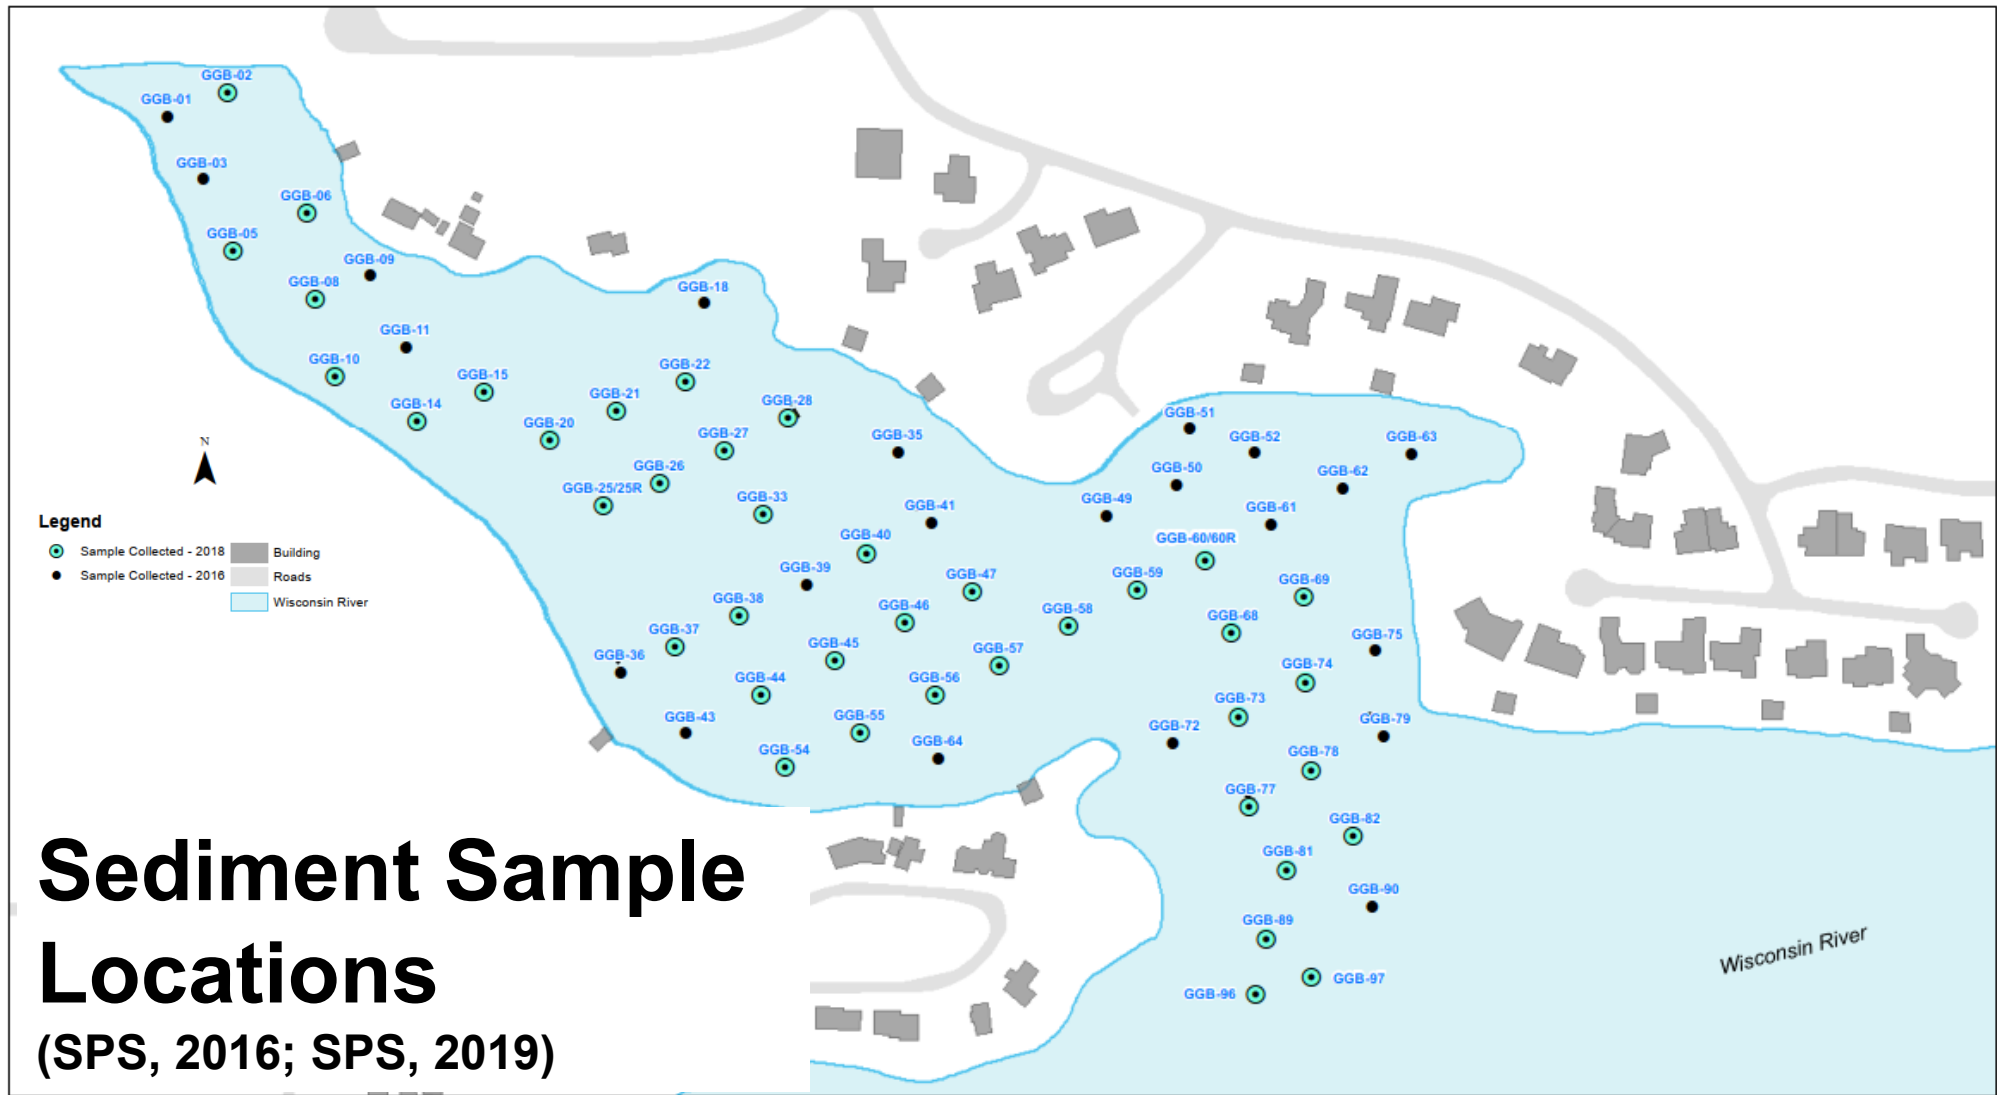 GGB-02
GGB-01
GGB-03
GGB-06
GGB-05
GGB-09
GGB-08
GGB-18
GGB-11
GGB-10
GGB-22
GGB-15
GGB-21
GGB-28
GGB-14
GGB-20
GGB-27
GGB-35
GGB-51
GGB-52
GGB-63
GGB-26
GGB-50
GGB-62
GGB-25/25R
GGB-33
GGB-49
GGB-41
GGB-61
GGB-40
GGB-60/60R
GGB-39
GGB-47
GGB-59
GGB-69
GGB-38
GGB-46
GGB-58
GGB-68
GGB-37
GGB-45
GGB-57
GGB-75
GGB-36
GGB-44
GGB-56
GGB-74
GGB-73
GGB-43
GGB-55
GGB-72
GGB-79
GGB-54
GGB-64
GGB-78
GGB-77
GGB-82
GGB-81
GGB-90
GGB-89
GGB-96
GGB-97
N
Legend
Sample Collected - 2018
Building
Sample Collected - 2016
Roads
Wisconsin River
Wisconsin River
Sediment Sample
Locations
(SPS, 2016; SPS, 2019)